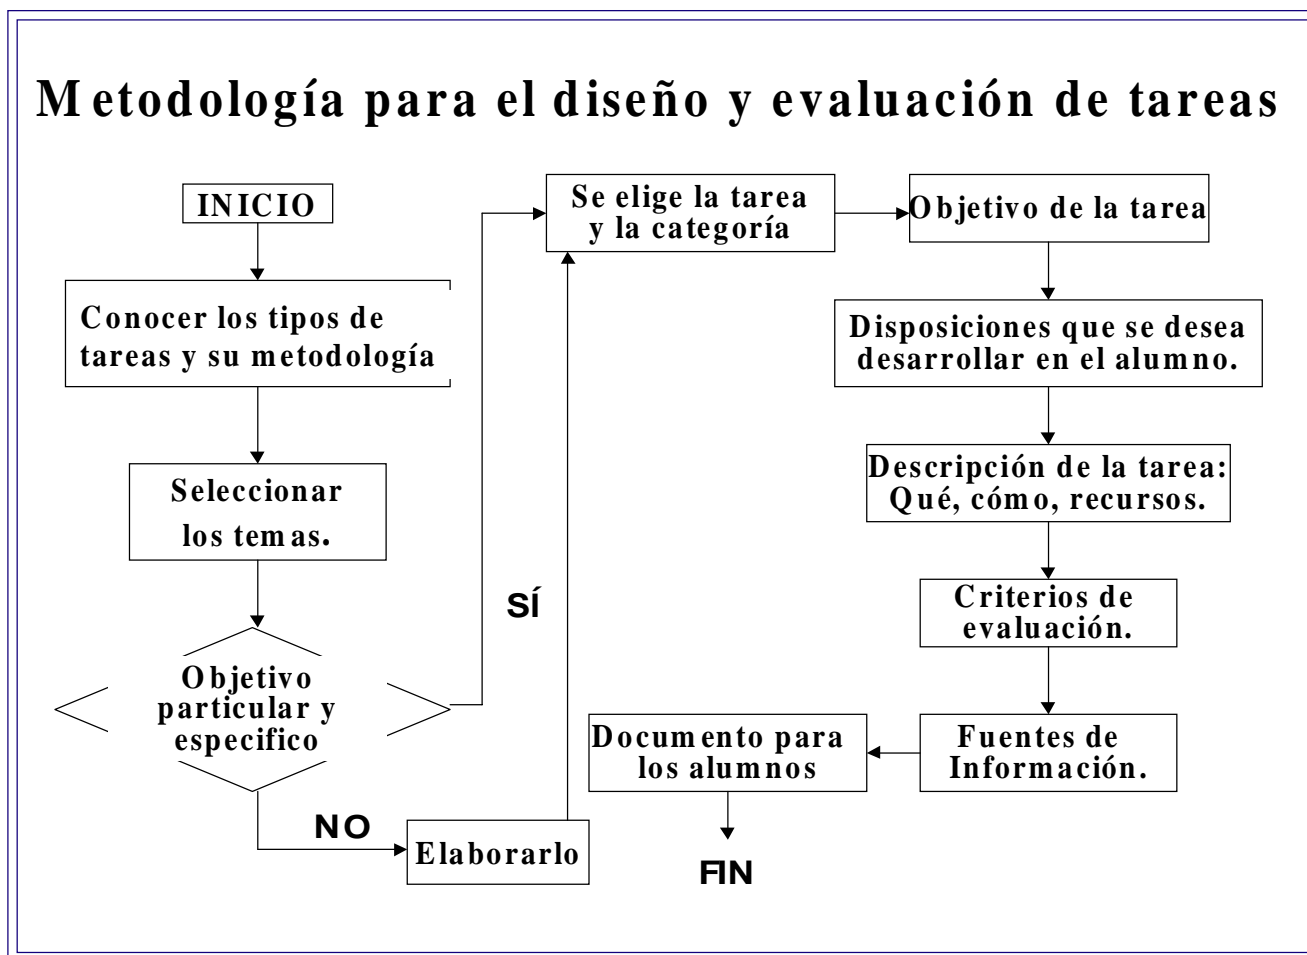 Metodología para el diseño y evaluación de tareas
INICIO
Conocer los tipos de
tareas y su metodología
Seleccionar
los temas.
Objetivo
particular y
especifico
SÍ
NO
Elaborarlo
Se elige la tarea
y la categoría
Objetivo de la tarea
Disposiciones que se desea
desarrollar en el alumno.
Descripción de la tarea:
Qué, cómo, recursos.
Criterios de
evaluación.
Fuentes de
Información.
Documento para
los alumnos
FIN